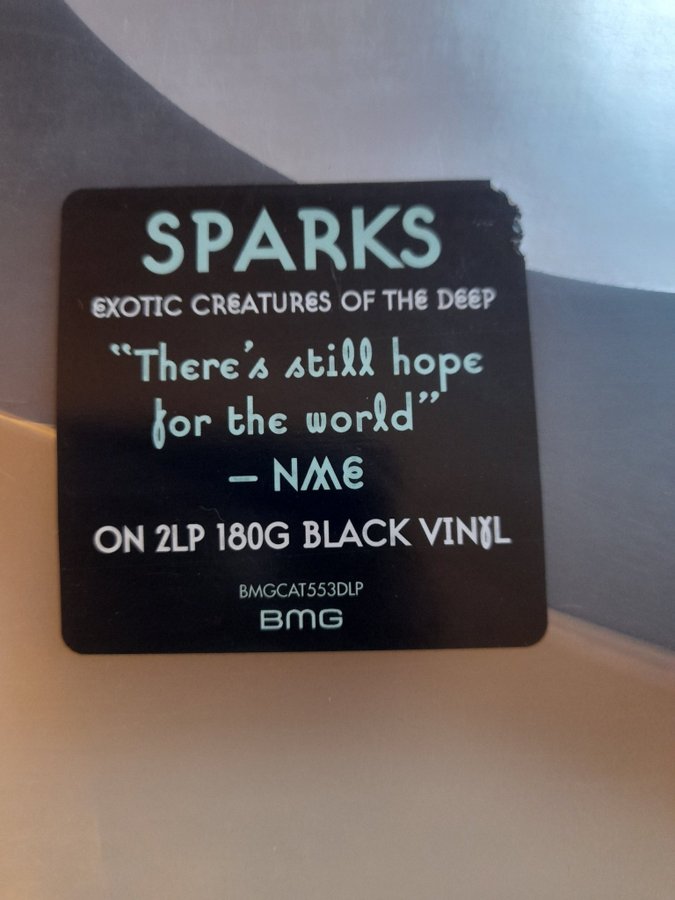 SPARKS
EXOTIC CREATURES OF THE DEEP
“There's still hope
for the world”
– NME
ON 2LP 180G BLACK VINYL
BMGCAT553DLP
BMG